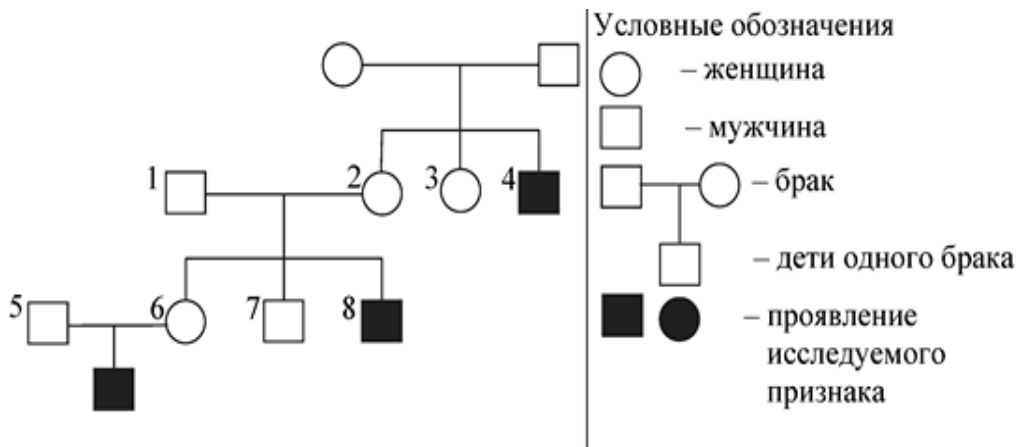 Условные обозначения
– женщина
– мужчина
– брак
– дети одного брака
– проявление
исследуемого
признака
1
2
3
4
5
6
7
8